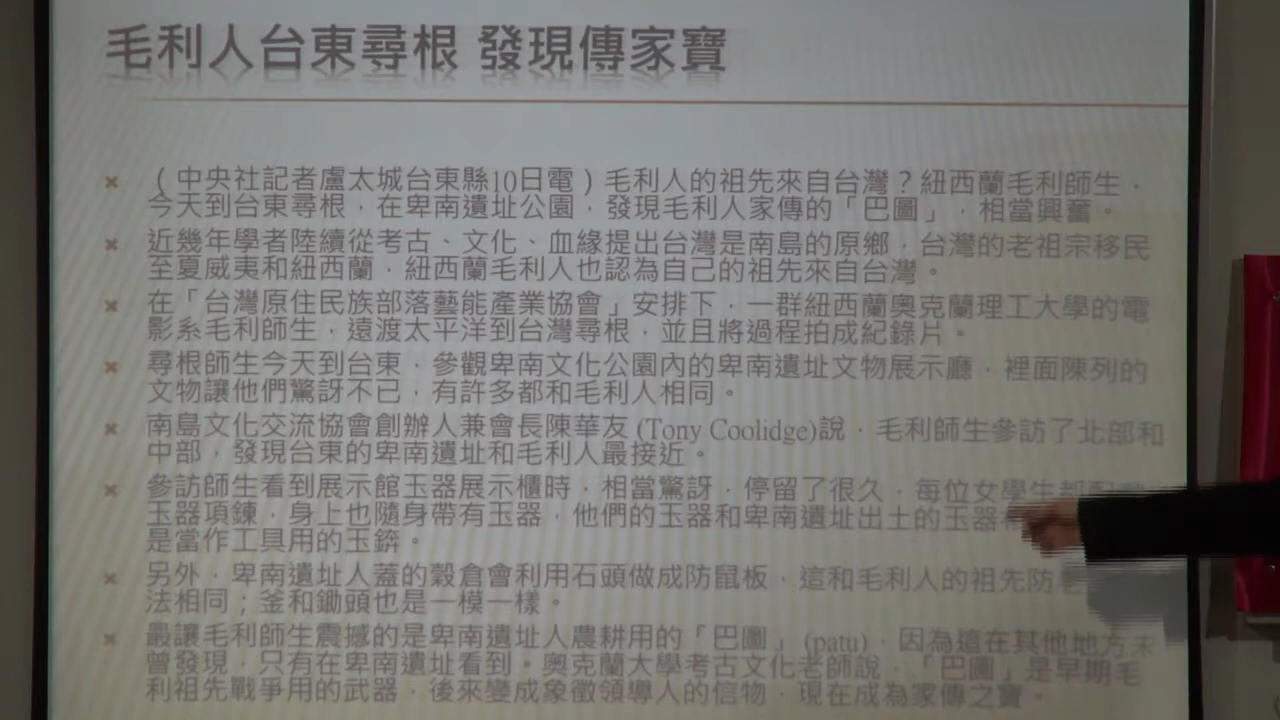 毛利人台東尋根 發現傳家寶
（中央社記者盧太城台東縣10日電）毛利人的祖先來自台灣？紐西蘭毛利師生，
今天到台東尋根，在卑南遺址公園，發現毛利人家傳的「巴圖」，相當興奮。
近幾年學者陸續從考古、文化、血緣提出台灣是南島的原鄉，台灣的老祖宗移民
至夏威夷和紐西蘭，紐西蘭毛利人也認為自己的祖先來自台灣。
在「台灣原住民族部落藝能產業協會」安排下，一群紐西蘭奧克蘭理工大學的電
影系毛利師生，遠渡太平洋到台灣尋根，並且將過程拍成紀錄片。
尋根師生今天到台東，參觀卑南文化公園內的卑南遺址文物展示廳，裡面陳列的
文物讓他們驚訝不已，有許多都和毛利人相同。
南島文化交流協會創辦人兼會長陳華友 (Tony Coolidge)說，毛利師生參訪了北部和
中部，發現台東的卑南遺址和毛利人最接近。
參訪師生看到展示館玉器展示櫃時，相當驚訝，停留了很久，每位女學生都
玉器項鍊，身上也隨身帶有玉器，他們的玉器和卑南遺址出土的玉器
是當作工具用的玉錛。
另外，卑南遺址人蓋的穀倉會利用石頭做成防鼠板，這和毛利人的祖先防
法相同；釜和鋤頭也是一模一樣。
最讓毛利師生震撼的是卑南遺址人農耕用的「巴圖」(patu)，因為這在其他地方未
曾發現，只有在卑南遺址看到。奧克蘭大學考古文化老師說，「巴圖」是早期毛
利祖先戰爭用的武器，後來變成象徵領導人的信物，現在成為家傳之寶。